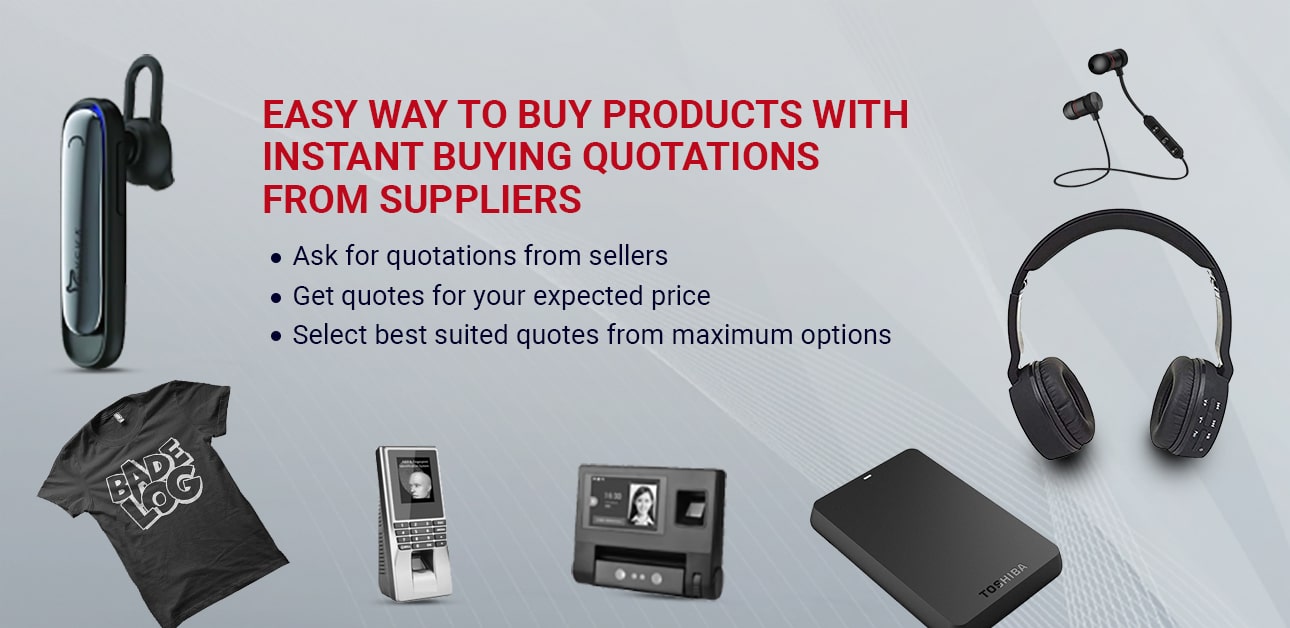 EASY WAY TO BUY PRODUCTS WITH
INSTANT BUYING QUOTATIONS
FROM SUPPLIERS
Ask for quotations from sellers
Get quotes for your expected price
Select best suited quotes from maximum options
BADE
LOG
TOSHIBA